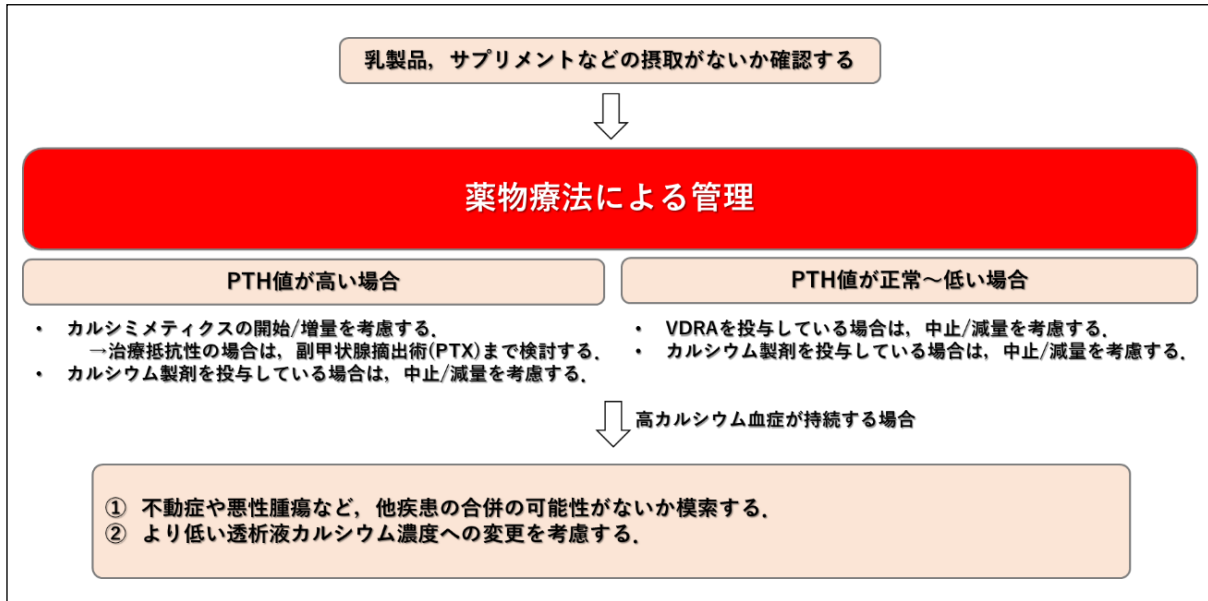 乳製品，サプリメントなどの摂取がないか確認する
薬物療法による管理
PTH値が高い場合
・ カルシミメティクスの開始/増量を考慮する．
→治療抵抗性の場合は，副甲状腺摘出術(PTX)まで検討する．
・ カルシウム製剤を投与している場合は，中止/減量を考慮する．
PTH値が正常～低い場合
・ VDRAを投与している場合は，中止/減量を考慮する．
・ カルシウム製剤を投与している場合は，中止/減量を考慮する．
高カルシウム血症が持続する場合
① 不動症や悪性腫瘍など，他疾患の合併の可能性がないか模索する．
② より低い透析液カルシウム濃度への変更を考慮する．